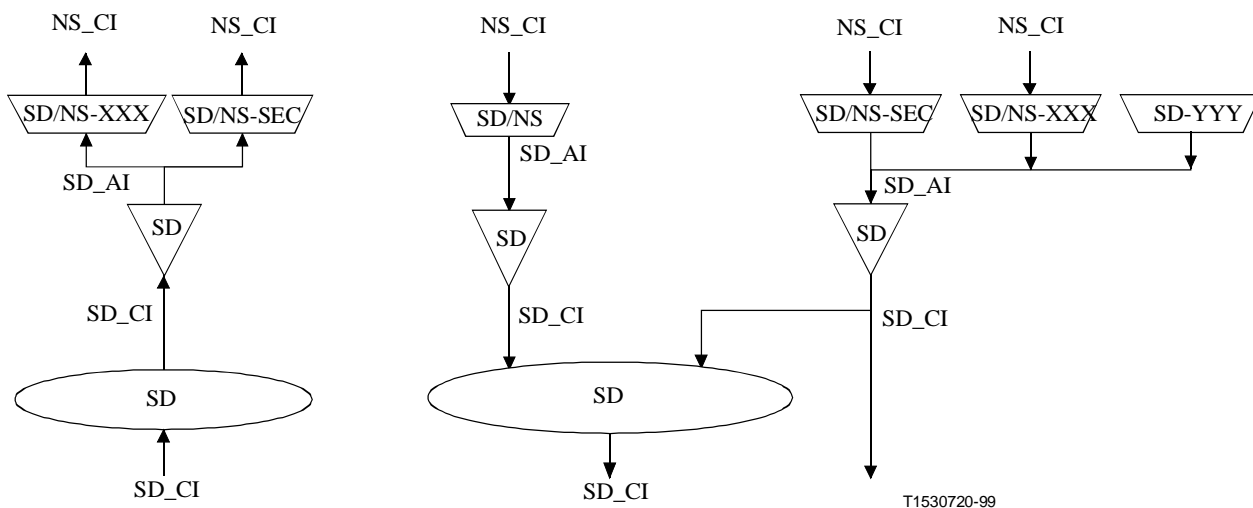 NS_CI NS_CI NS_CI NS_CI NS_CI
SD/NS-XXX SD/NS-SEC SD/NS SD/NS-SEC SD/NS-XXX SD-YYY
SD_AI SD_AI SD_AI
SD SD SD
SD_CI SD_CI SD_CI
SD SD
SD_CI SD_CI
T1530720-99